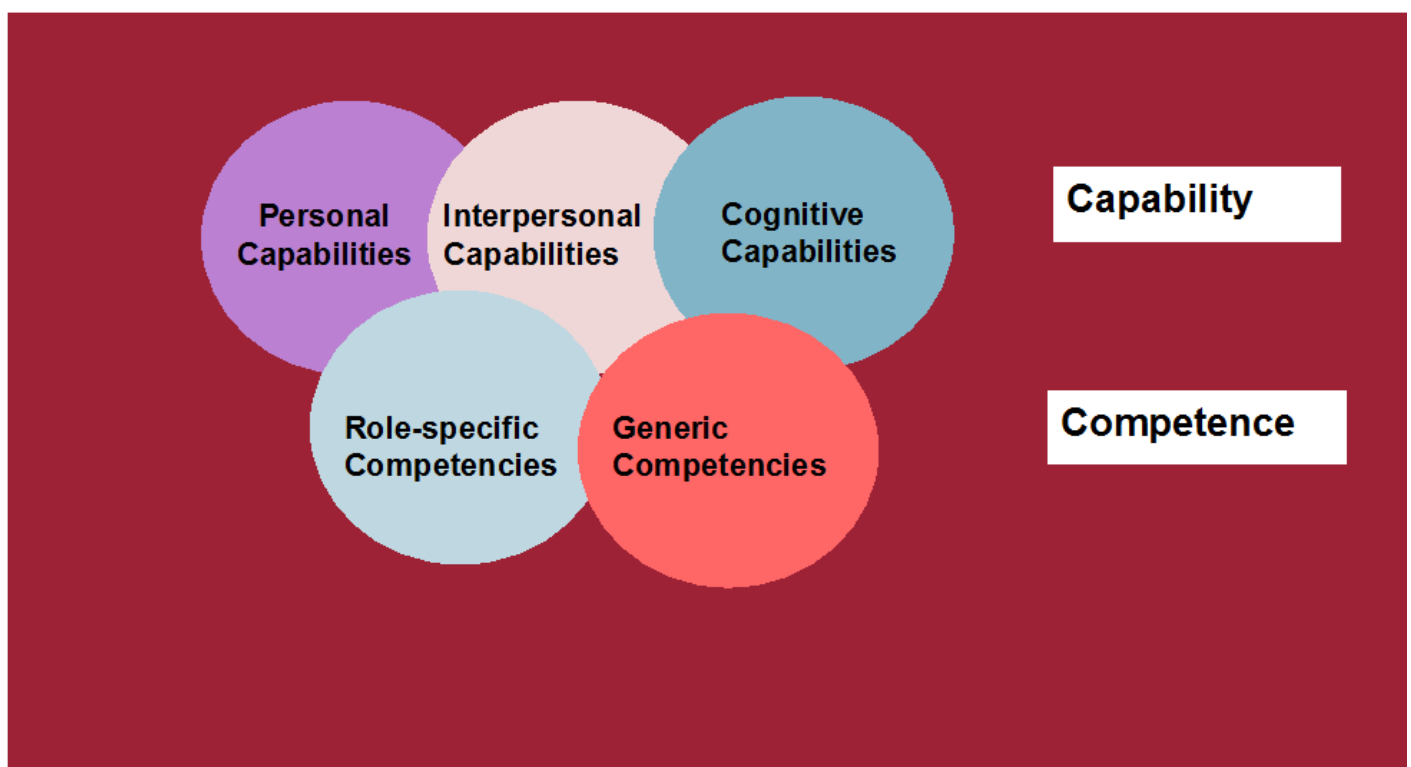 Personal
Capabilities
Interpersonal
Capabilities
Cognitive
Capabilities
Capability
Role-specific
Competencies
Generic
Competencies
Competence